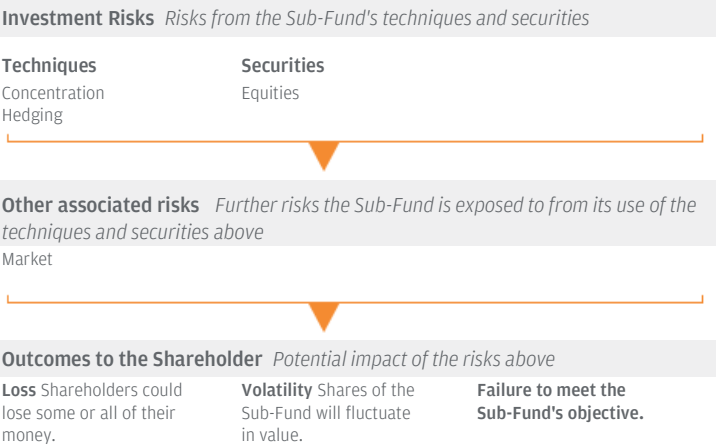 Investment Risks Risks from the Sub-Fund's techniques and securities
Techniques
Concentration
Hedging
Securities
Equities
Other associated risks Further risks the Sub-Fund is exposed to from its use of the
techniques and securities above
Market
Outcomes to the Shareholder Potential impact of the risks above
Loss Shareholders could
lose some or all of their
money.
Volatility Shares of the
Sub-Fund will fluctuate
in value.
Failure to meet the
Sub-Fund's objective.